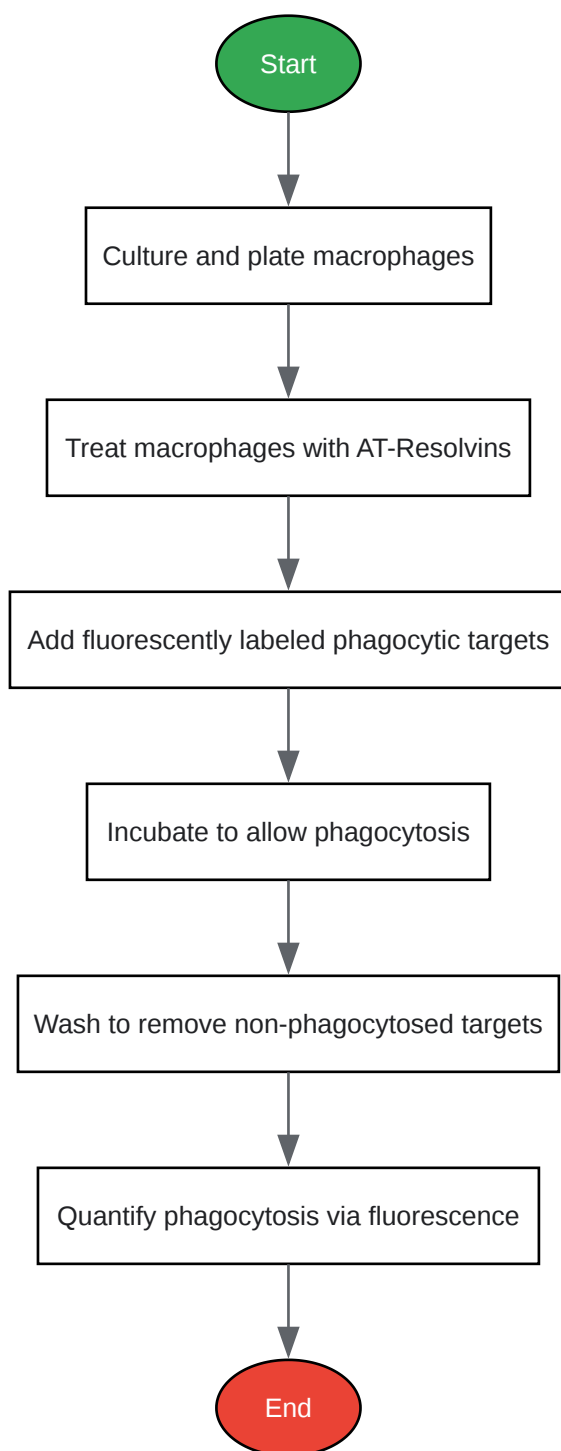 Start
Culture and plate macrophages
Treat macrophages with AT-Resolvins
Add fluorescently labeled phagocytic targets
Incubate to allow phagocytosis
Wash to remove non-phagocytosed targets
Quantify phagocytosis via fluorescence
End